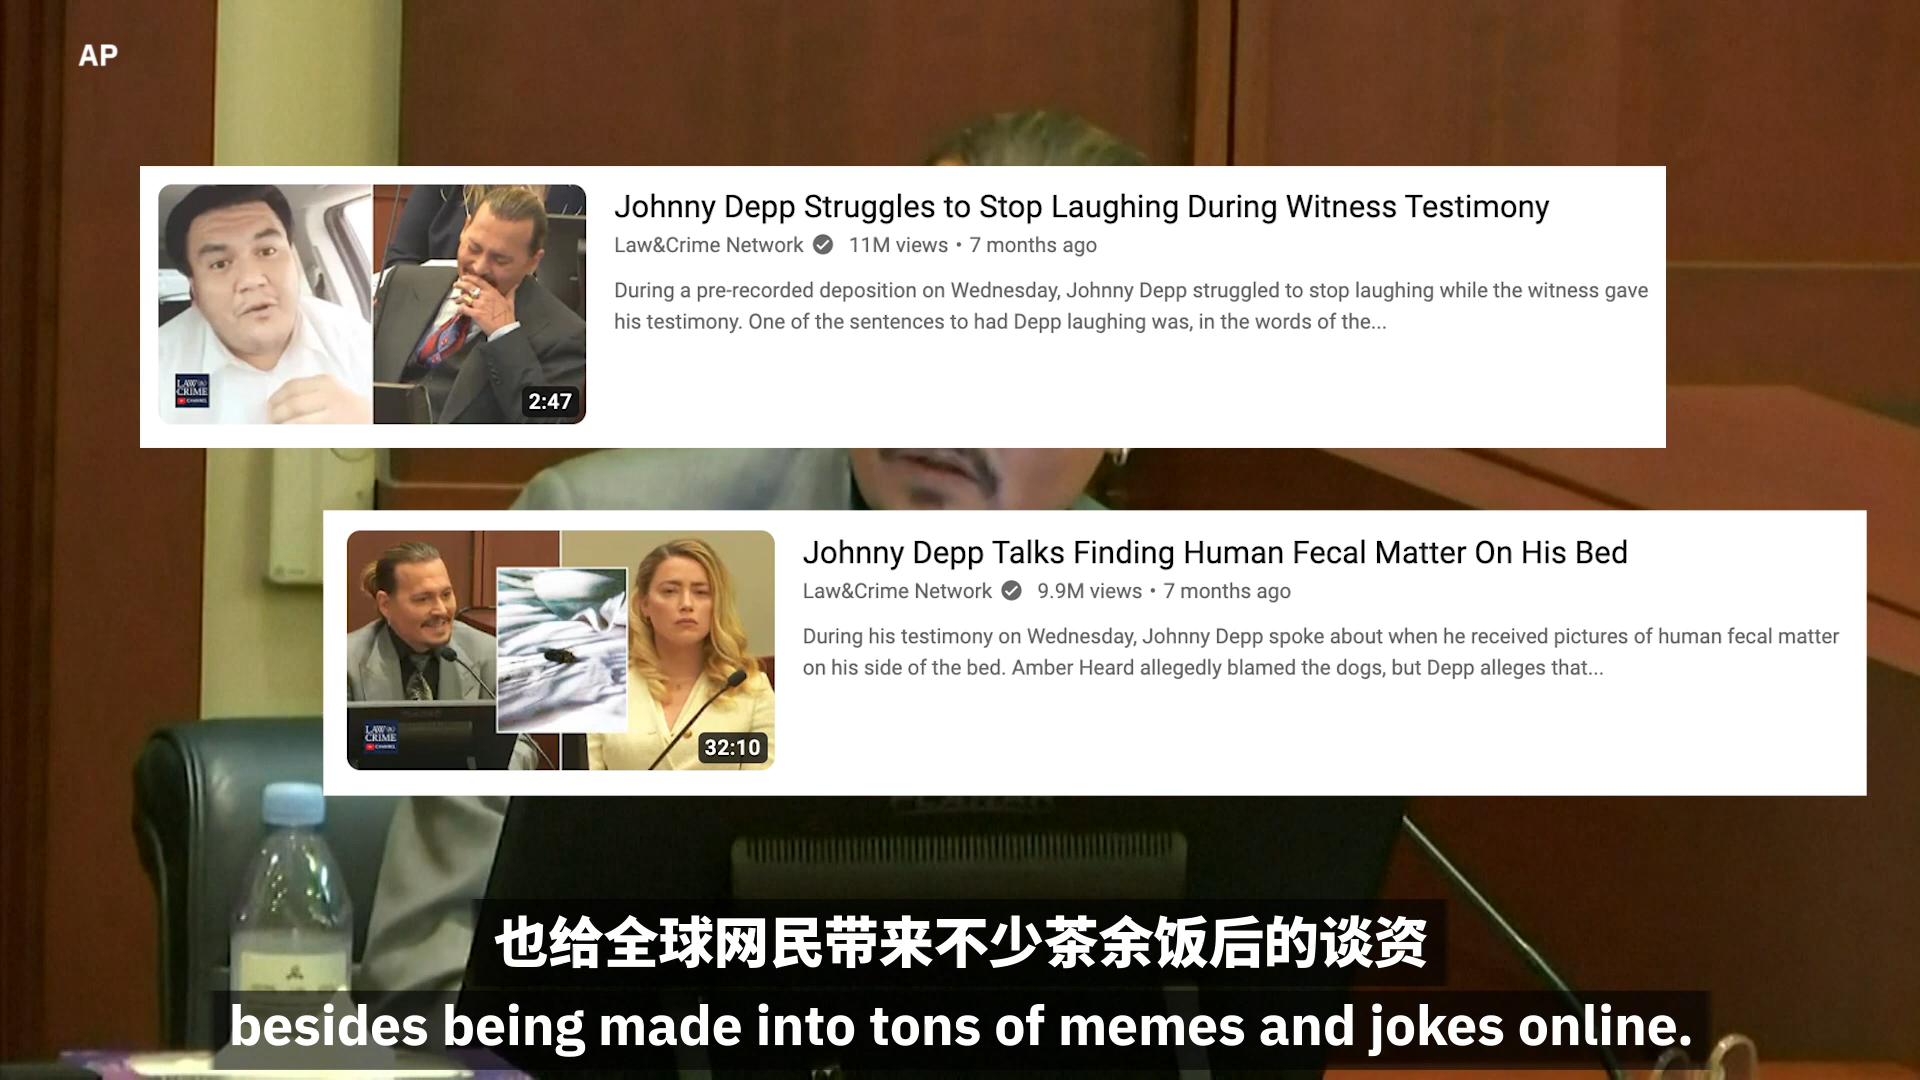 AP
Johnny Depp Struggles to Stop Laughing During Witness Testimony
Law&Crime Network 11M views • 7 months ago
During a pre-recorded deposition on Wednesday, Johnny Depp struggled to stop laughing while the witness gave
his testimony. One of the sentences to had Depp laughing was, in the words of the...
LAW &
CRIME
CHANNEL
2:47
Johnny Depp Talks Finding Human Fecal Matter On His Bed
Law&Crime Network 9.9M views • 7 months ago
During his testimony on Wednesday, Johnny Depp spoke about when he received pictures of human fecal matter
on his side of the bed. Amber Heard allegedly blamed the dogs, but Depp alleges that...
LAW &
CRIME
CHANNEL
32:10
也给全球网民带来不少茶余饭后的谈资
besides being made into tons of memes and jokes online.